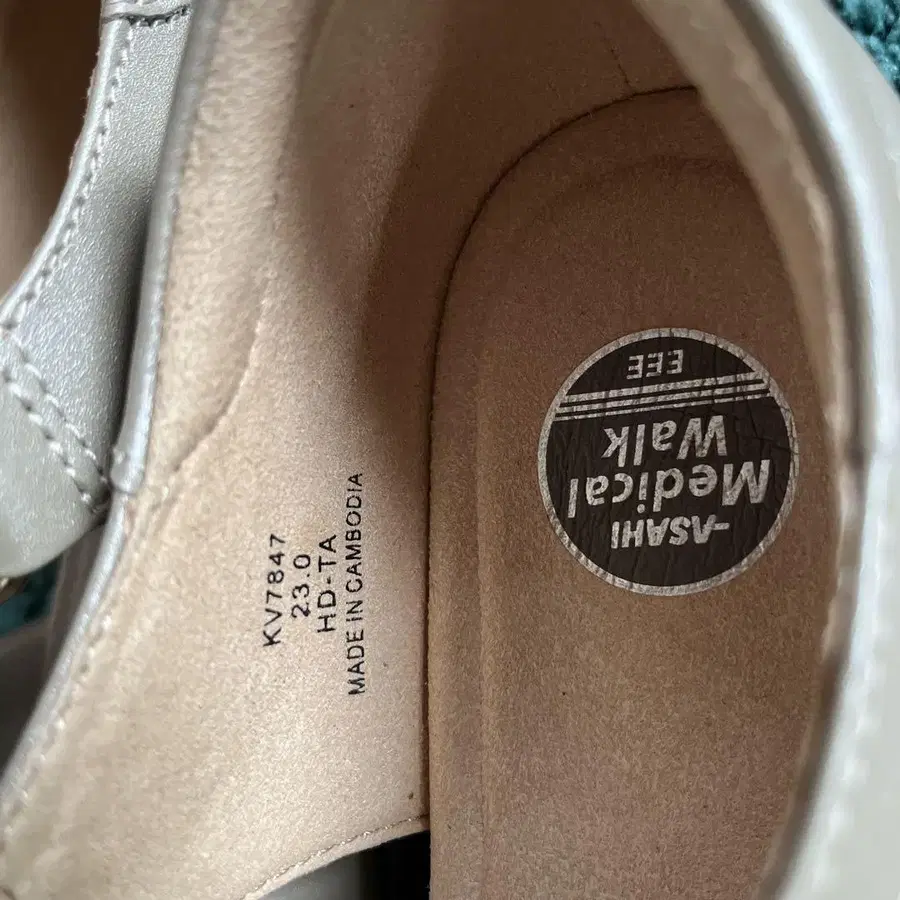 KV7847
23.0
HD-TA
MADE IN CAMBODIA
ASAHI
Medical
Walk
EEE